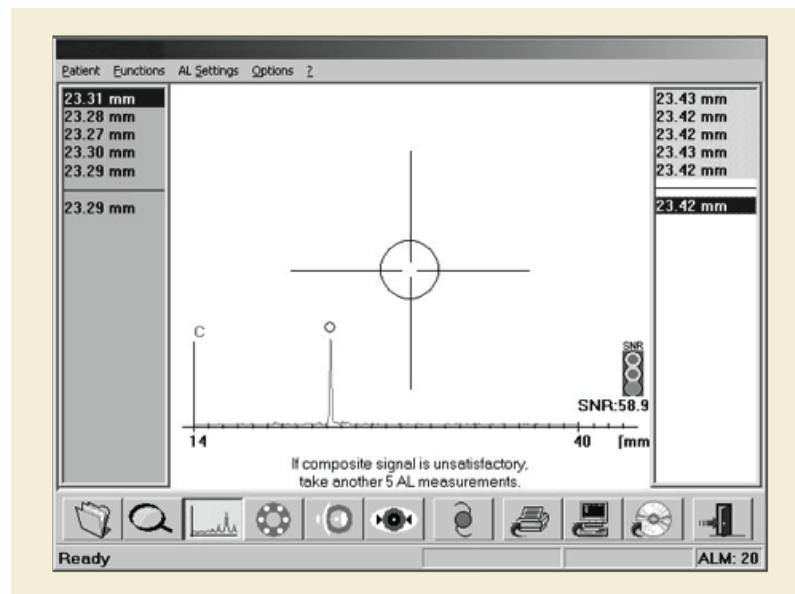 Patient Functions AL Settings Options ?
23.31 mm
23.28 mm
23.27 mm
23.30 mm
23.29 mm
23.29 mm
23.43 mm
23.42 mm
23.42 mm
23.43 mm
23.42 mm
23.42 mm
C
SNR
SNR:58.9
14 40 [mm
If composite signal is unsatisfactory,
take another 5 AL measurements.
Ready ALM: 20